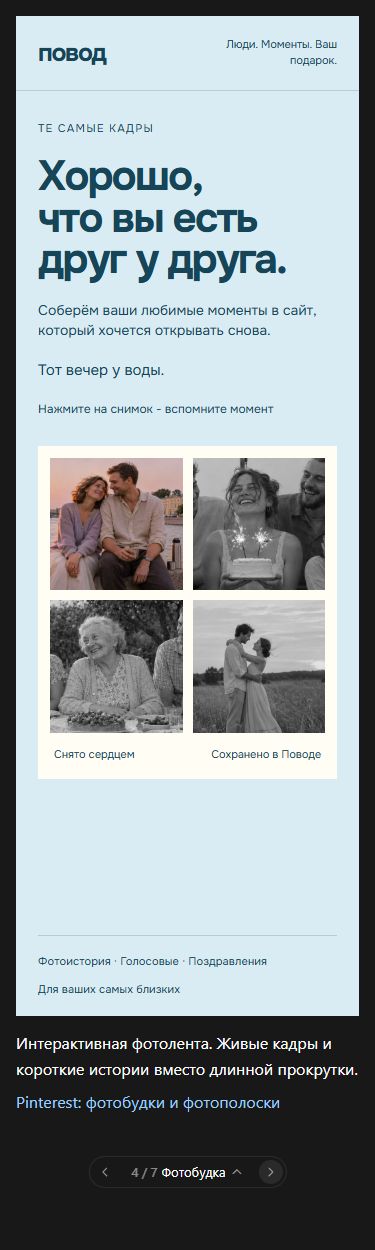 повод
Люди. Моменты. Ваш
подарок.
ТЕ САМЫЕ КАДРЫ
Хорошо,
что вы есть
друг у друга.
Соберём ваши любимые моменты в сайт,
который хочется открывать снова.
Тот вечер у воды.
Нажмите на снимок - вспомните момент
Снято сердцем
Сохранено в Поводе
Фотоистория · Голосовые · Поздравления
Для ваших самых близких
Интерактивная фотолента. Живые кадры и
короткие истории вместо длинной прокрутки.
Pinterest: фотобудки и фотополоски
4 / 7 Фотобудка